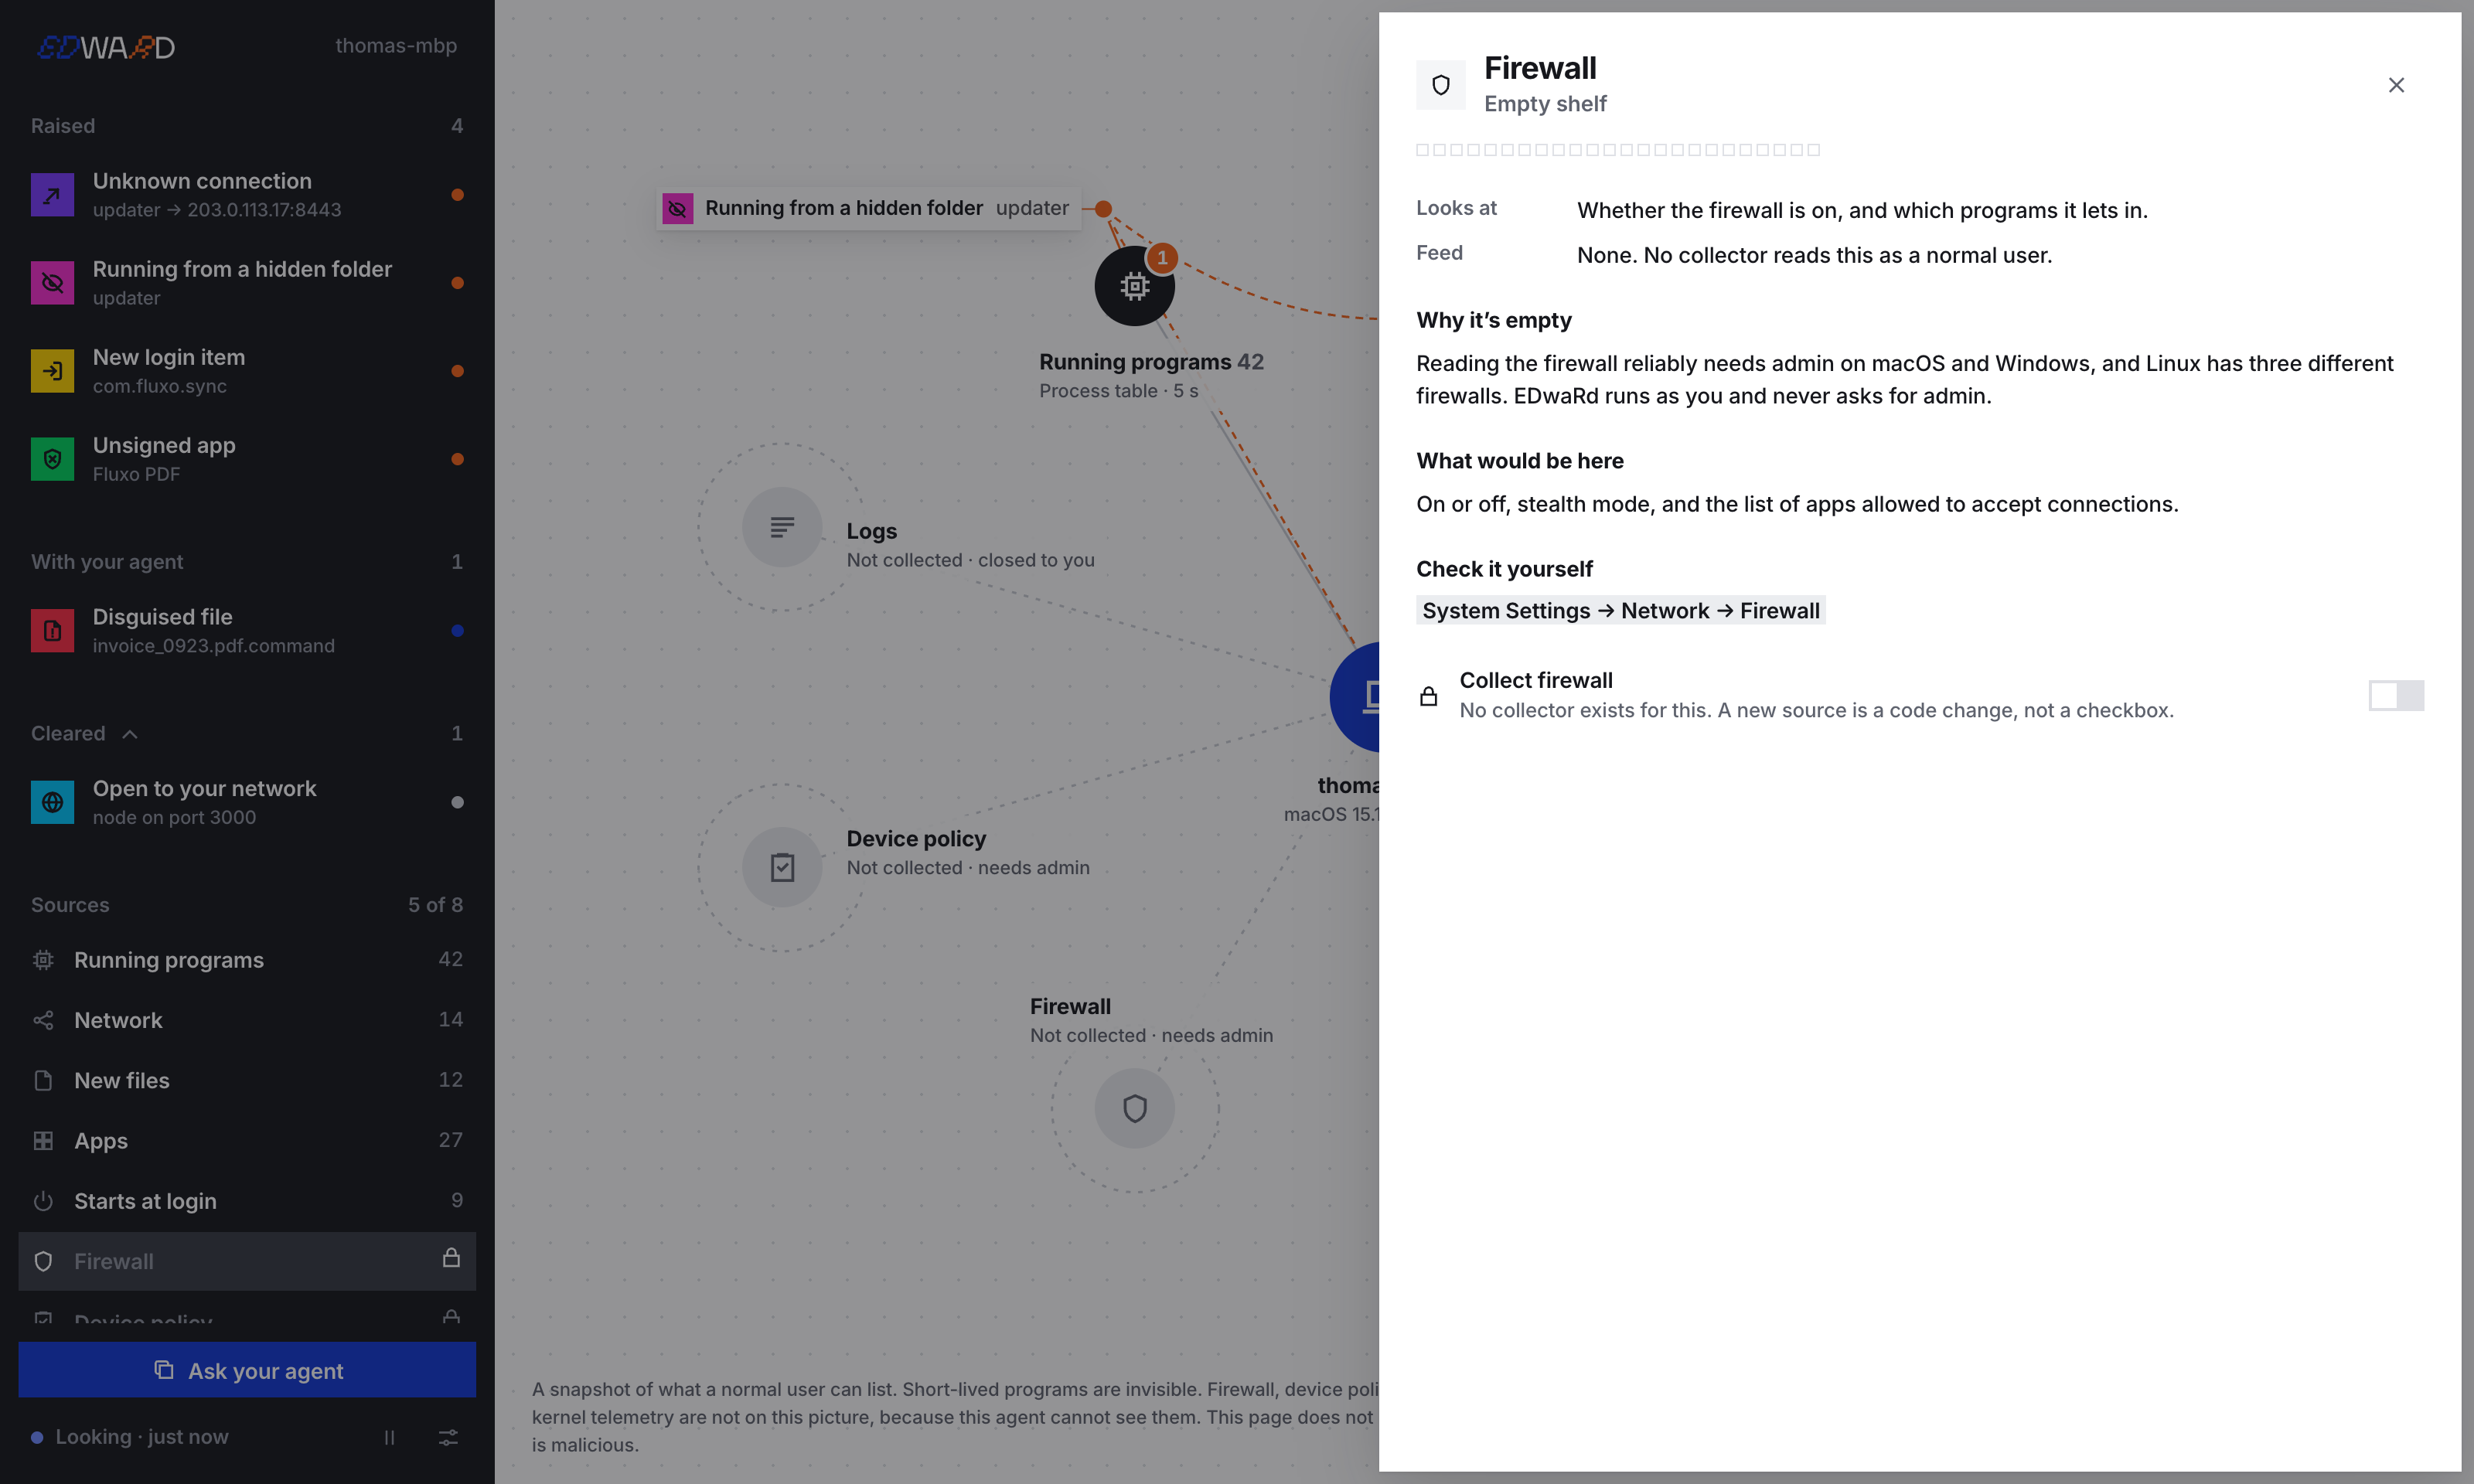 EDWARD
thomas-mbp
Raised 4
Unknown connection
updater → 203.0.113.17:8443
Running from a hidden folder
updater
New login item
com.fluxo.sync
Unsigned app
Fluxo PDF
With your agent 1
Disguised file
invoice_0923.pdf.command
Cleared 1
Open to your network
node on port 3000
Sources 5 of 8
Running programs 42
Network 14
New files 12
Apps 27
Starts at login 9
Firewall
Device policy
Ask your agent
Looking · just now
Running from a hidden folder updater
1
Running programs 42
Process table · 5 s
Logs
Not collected · closed to you
Device policy
Not collected · needs admin
Firewall
Not collected · needs admin
thoma
macOS 15.1
A snapshot of what a normal user can list. Short-lived programs are invisible. Firewall, device poli
kernel telemetry are not on this picture, because this agent cannot see them. This page does not
is malicious.
Firewall
Empty shelf
Looks at Whether the firewall is on, and which programs it lets in.
Feed None. No collector reads this as a normal user.
Why it’s empty
Reading the firewall reliably needs admin on macOS and Windows, and Linux has three different
firewalls. EDwaRd runs as you and never asks for admin.
What would be here
On or off, stealth mode, and the list of apps allowed to accept connections.
Check it yourself
System Settings → Network → Firewall
Collect firewall
No collector exists for this. A new source is a code change, not a checkbox.